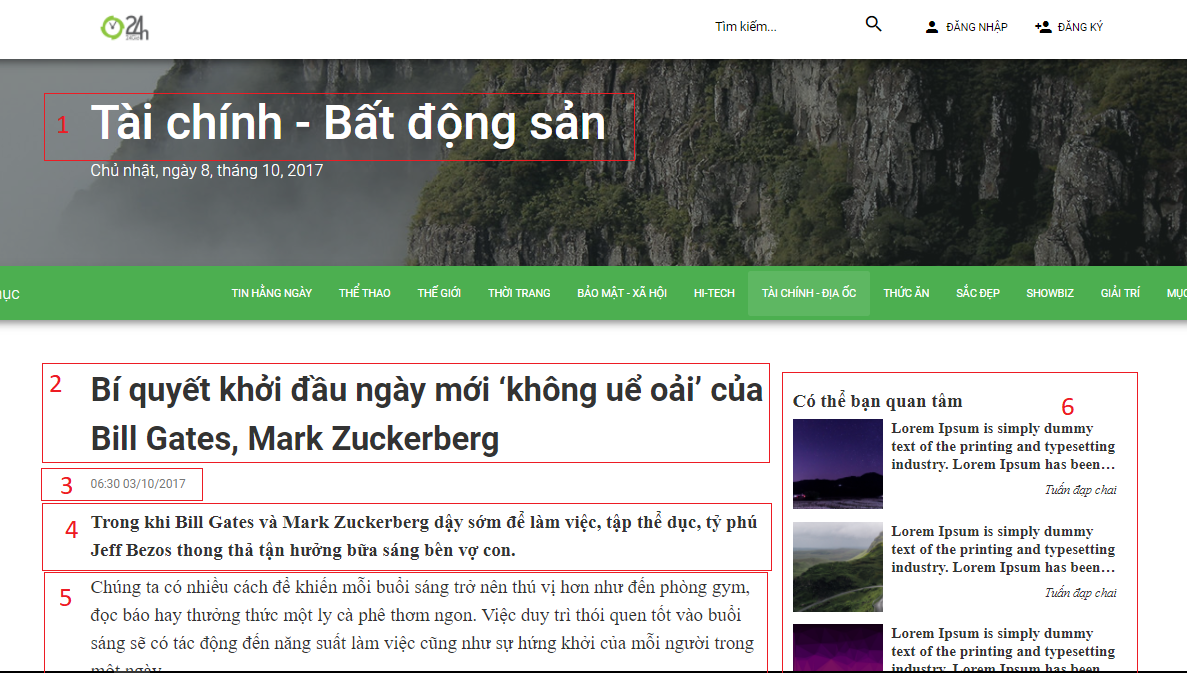 24h
Tìm kiếm...
ĐĂNG NHẬP
ĐĂNG KÝ
1
Tài chính - Bất động sản
Chủ nhật, ngày 8, tháng 10, 2017
TIN HẰNG NGÀY THỂ THAO THẾ GIỚI THỜI TRANG BẢO MẬT - XÃ HỘI HI-TECH TÀI CHÍNH - ĐỊA ỐC THỨC ĂN SẮC ĐẸP SHOWBIZ GIẢI TRÍ
2
Bí quyết khởi đầu ngày mới ‘không uể oải’ của
Bill Gates, Mark Zuckerberg
3
06:30 03/10/2017
4
Trong khi Bill Gates và Mark Zuckerberg dậy sớm để làm việc, tập thể dục, tỷ phú
Jeff Bezos thong thả tận hưởng bữa sáng bên vợ con.
5
Chúng ta có nhiều cách để khiến mỗi buổi sáng trở nên thú vị hơn như đến phòng gym,
đọc báo hay thưởng thức một ly cà phê thơm ngon. Việc duy trì thói quen tốt vào buổi
sáng sẽ có tác động đến năng suất làm việc cũng như sự hứng khởi của mỗi người trong
một ngày
Có thể bạn quan tâm
6
Lorem Ipsum is simply dummy
text of the printing and typesetting
industry. Lorem Ipsum has been…
Tuấn đạp chai
Lorem Ipsum is simply dummy
text of the printing and typesetting
industry. Lorem Ipsum has been…
Tuấn đạp chai
Lorem Ipsum is simply dummy
text of the printing and typesetting
industry. Lorem Ipsum has been